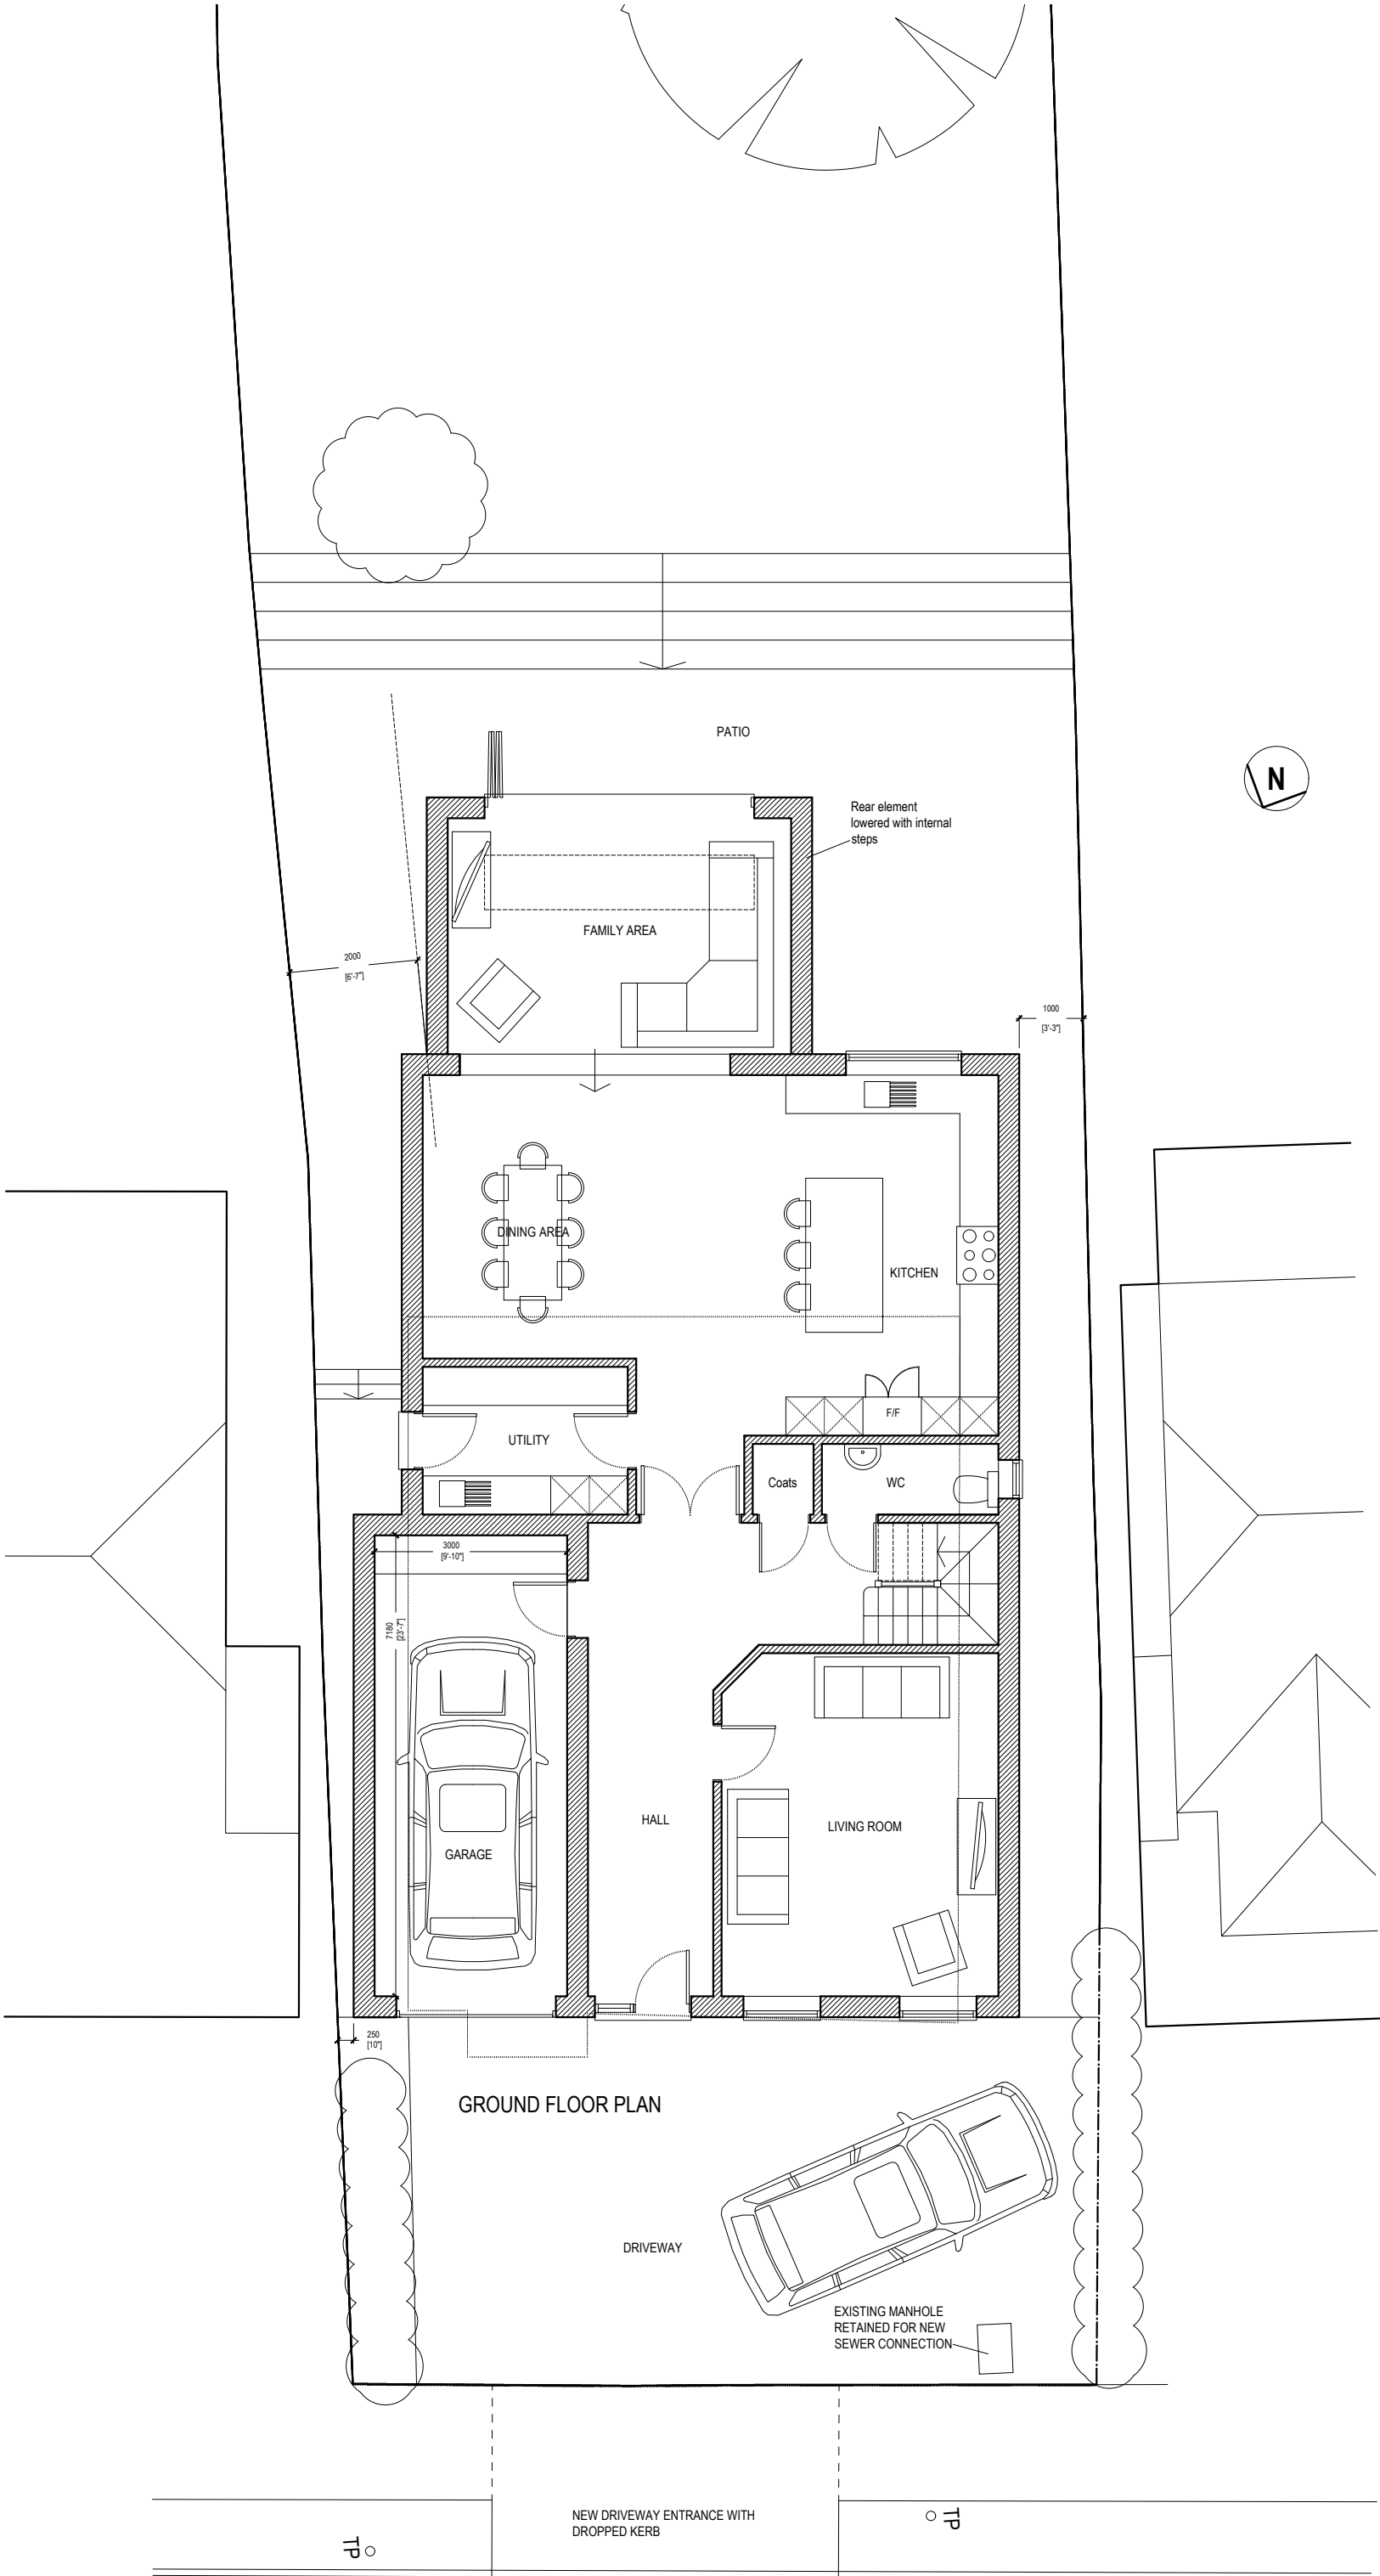 PATIO
N
Rear element
lowered with internal
steps
FAMILY AREA
2000
[6'-7"]
1000
[3'-3"]
DINING AREA
KITCHEN
F/F
UTILITY
Coats
WC
3000
[9'-10"]
7180
[23'-7"]
HALL
LIVING ROOM
GARAGE
250
[10"]
GROUND FLOOR PLAN
DRIVEWAY
EXISTING MANHOLE
RETAINED FOR NEW
SEWER CONNECTION
NEW DRIVEWAY ENTRANCE WITH
DROPPED KERB
TP
TP